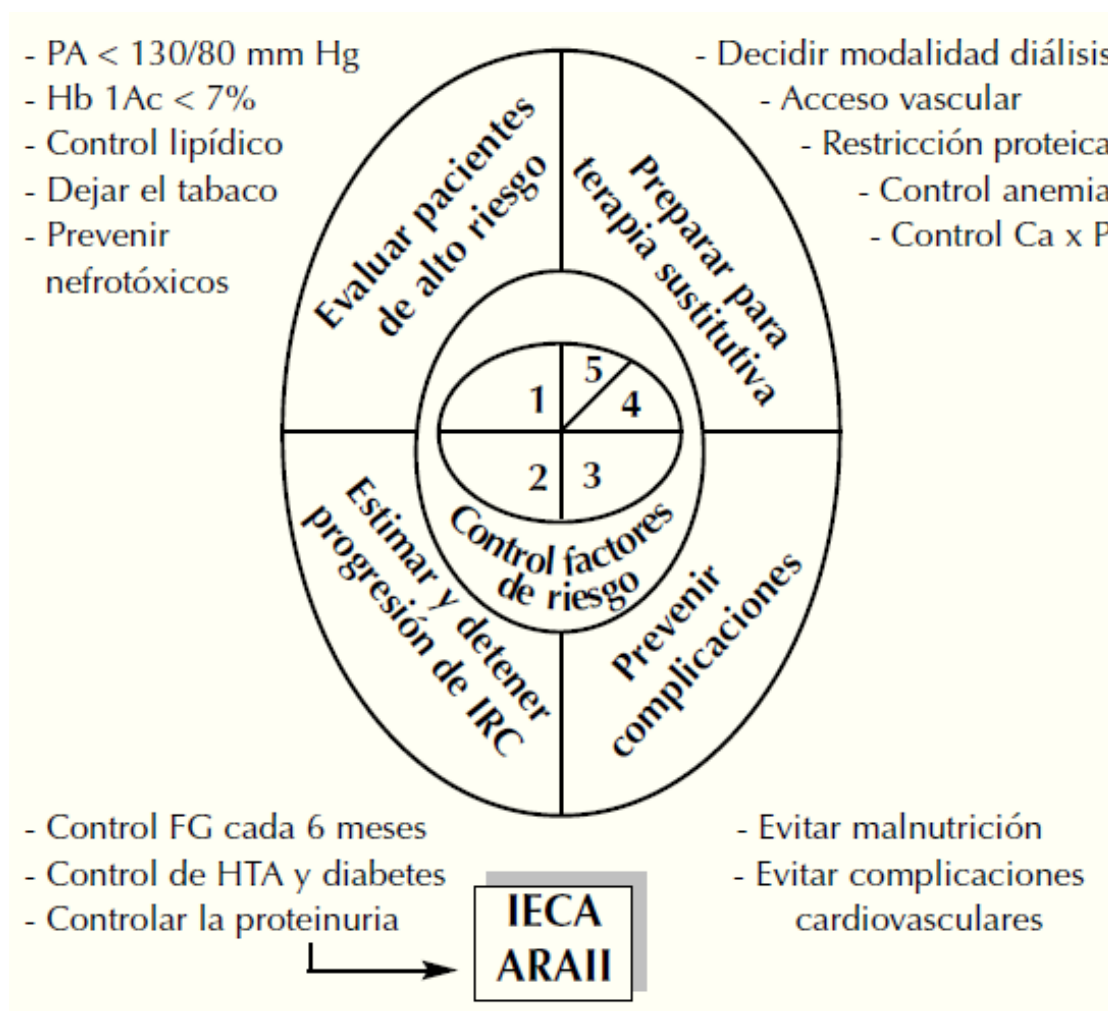 - PA < 130/80 mm Hg
- Hb 1Ac < 7%
- Control lipídico
- Dejar el tabaco
- Prevenir
nefrotóxicos
- Decidir modalidad diálisis
- Acceso vascular
- Restricción proteica
- Control anemia
- Control Ca x P
Evaluar pacientes
de alto riesgo
Preparar para
terapia sustitutiva
1
5
4
2
3
Control factores
de riesgo
Estimar y detener
progresión de IRC
Prevenir
complicaciones
- Control FG cada 6 meses
- Control de HTA y diabetes
- Controlar la proteinuria
IECA
ARAII
- Evitar malnutrición
- Evitar complicaciones
cardiovasculares